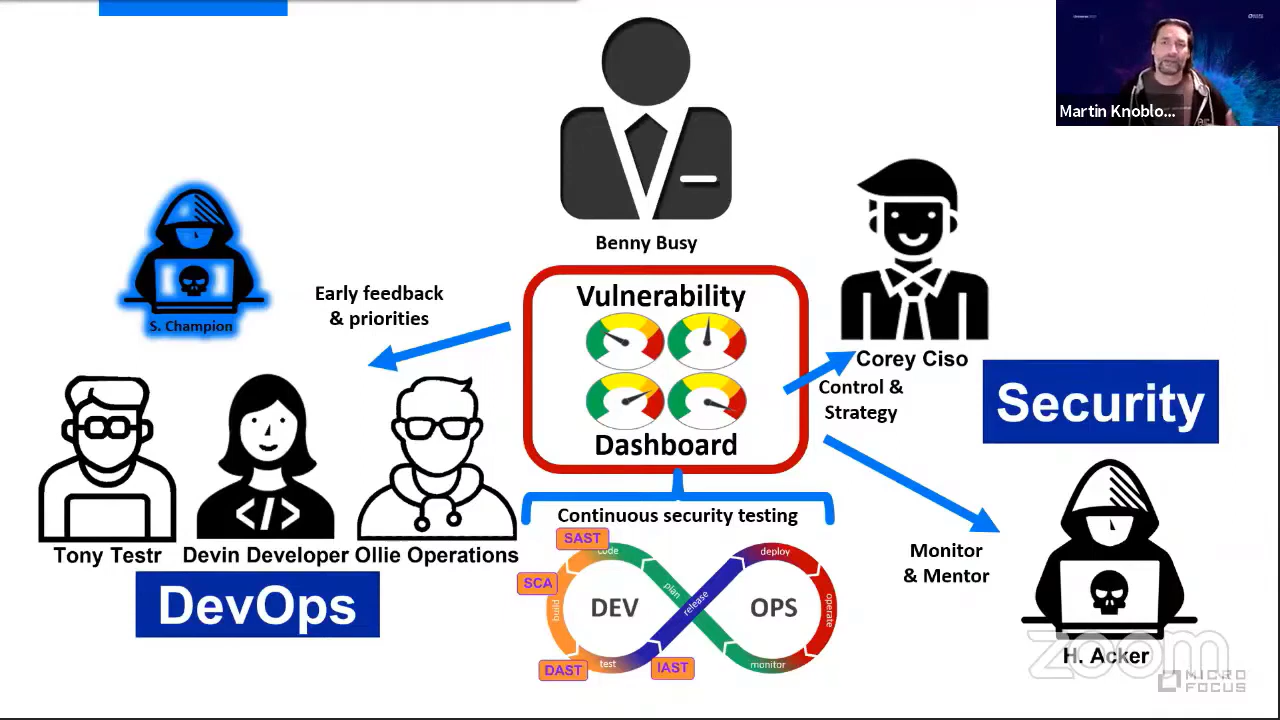 Martin Knoblo...
Benny Busy
S. Champion
Early feedback
& priorities
Vulnerability
Dashboard
Corey Ciso
Control &
Strategy
Security
Tony Testr
Devin Developer
Ollie Operations
DevOps
Continuous security testing
SAST
code
SCA
build
DAST
test
IAST
plan
release
DEV
OPS
deploy
operate
monitor
Monitor
& Mentor
H. Acker
zoom
MICRO
FOCUS